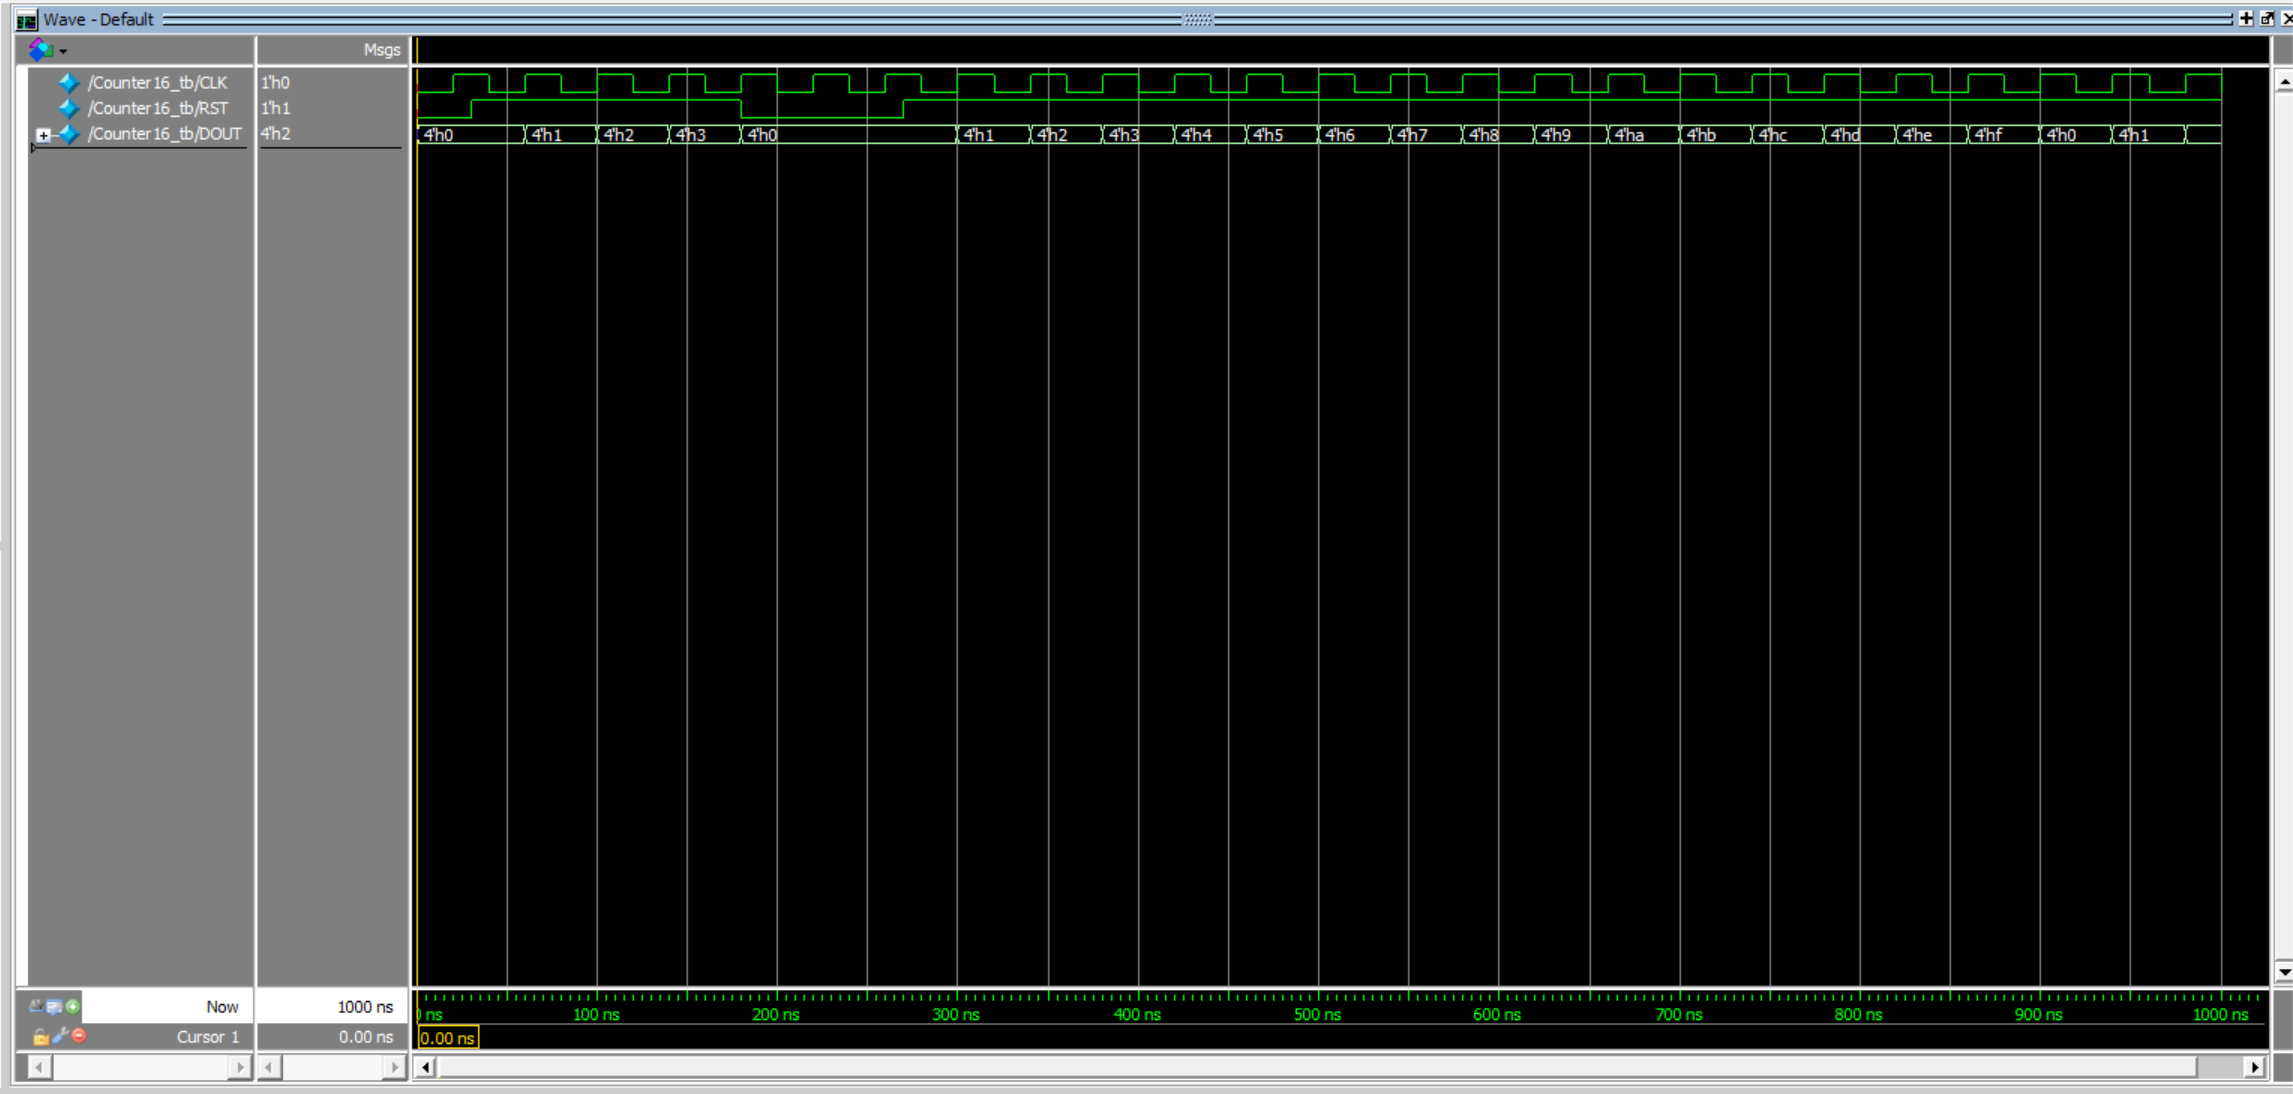 Wave - Default
Msgs
/Counter16_tb/CLK 1'h0
/Counter16_tb/RST 1'h1
/Counter16_tb/DOUT 4'h2 4'h0 4'h1 4'h2 4'h3 4'h0 4'h1 4'h2 4'h3 4'h4 4'h5 4'h6 4'h7 4'h8 4'h9 4'ha 4'hb 4'hc 4'hd 4'he 4'hf 4'h0 4'h1
Now 1000 ns
ns 100 ns 200 ns 300 ns 400 ns 500 ns 600 ns 700 ns 800 ns 900 ns 1000 ns
Cursor 1 0.00 ns 0.00 ns